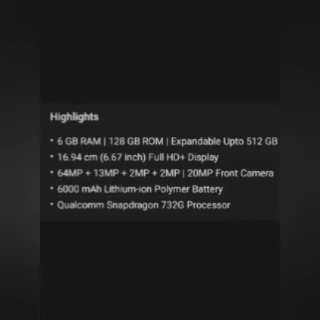 Highlights
• 6 GB RAM | 128 GB ROM | Expandable Upto 512 GB
• 16.94 cm (6.67 inch) Full HD+ Display
• 64MP + 13MP + 2MP + 2MP | 20MP Front Camera
• 6000 mAh Lithium-ion Polymer Battery
• Qualcomm Snapdragon 732G Processor